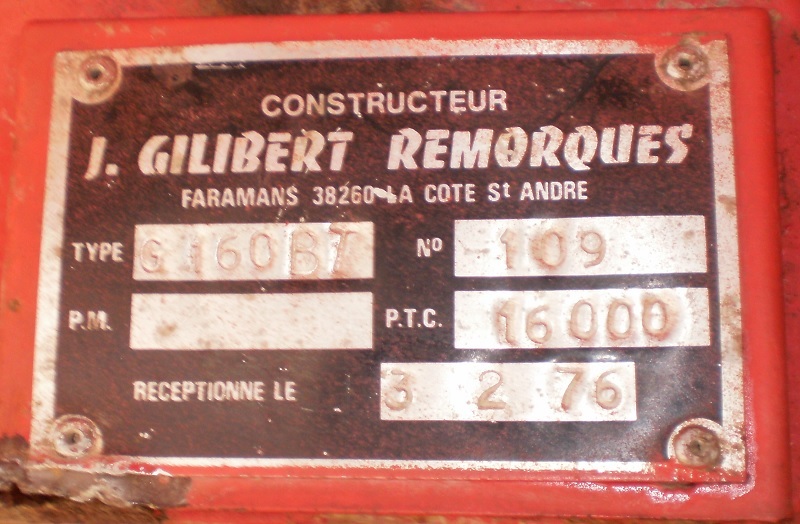 CONSTRUCTEUR
J. GILIBERT REMORQUES
FARAMANS 38260 LA COTE St ANDRE
TYPE G 160 BT Nº 109
P.M. P.T.C. 16000
RECEPTIONNE LE 3 2 76